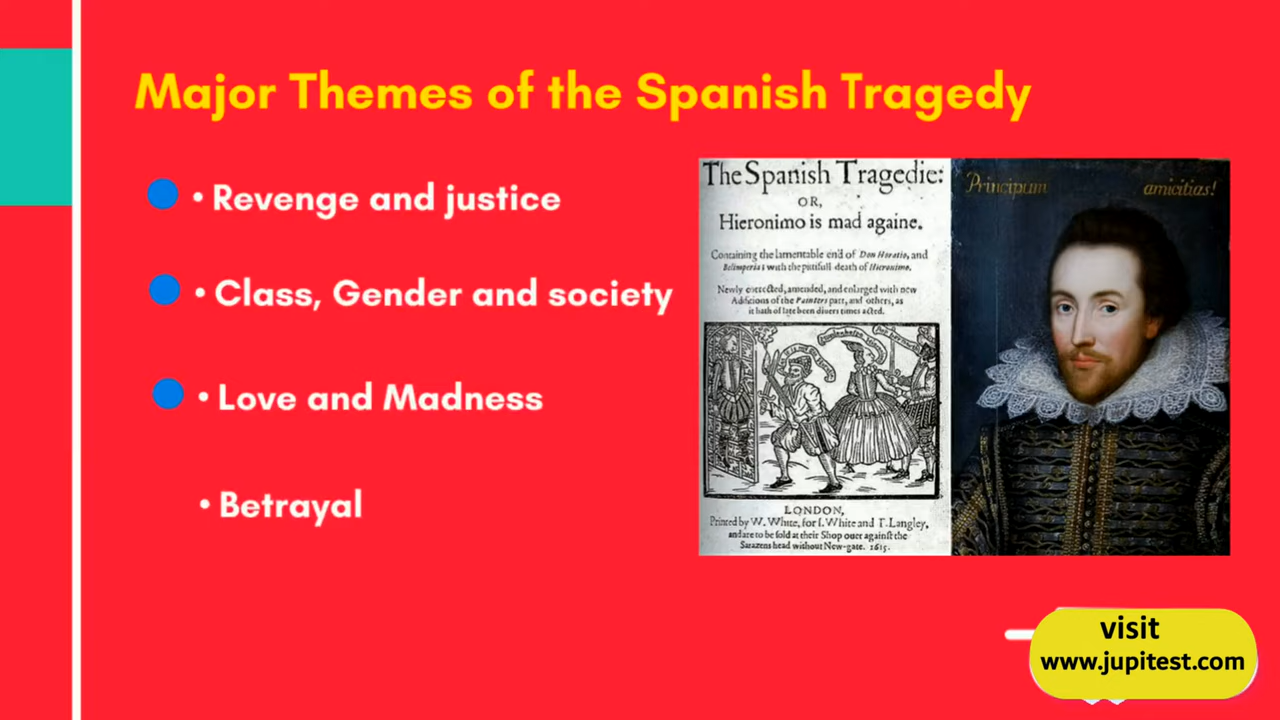 Major Themes of the Spanish Tragedy
• Revenge and justice
• Class, Gender and society
• Love and Madness
• Betrayal
The Spanish Tragedie:
OR,
Hieronimo is mad againe.
Containing the lamentable end of Don Horatio, and
Belimperia; with the pittifull death of Hieronimo.
Newly corrected, amended, and enlarged with new
Additions of the Painters part, and others, as
it hath of late been divers times acted.
LONDON,
Printed by W. White, for I. White and T. Langley,
and are to be sold at their Shop over against the
Sarazens head without New-gate. 1615.
Principum amicitias!
visit
www.jupitest.com